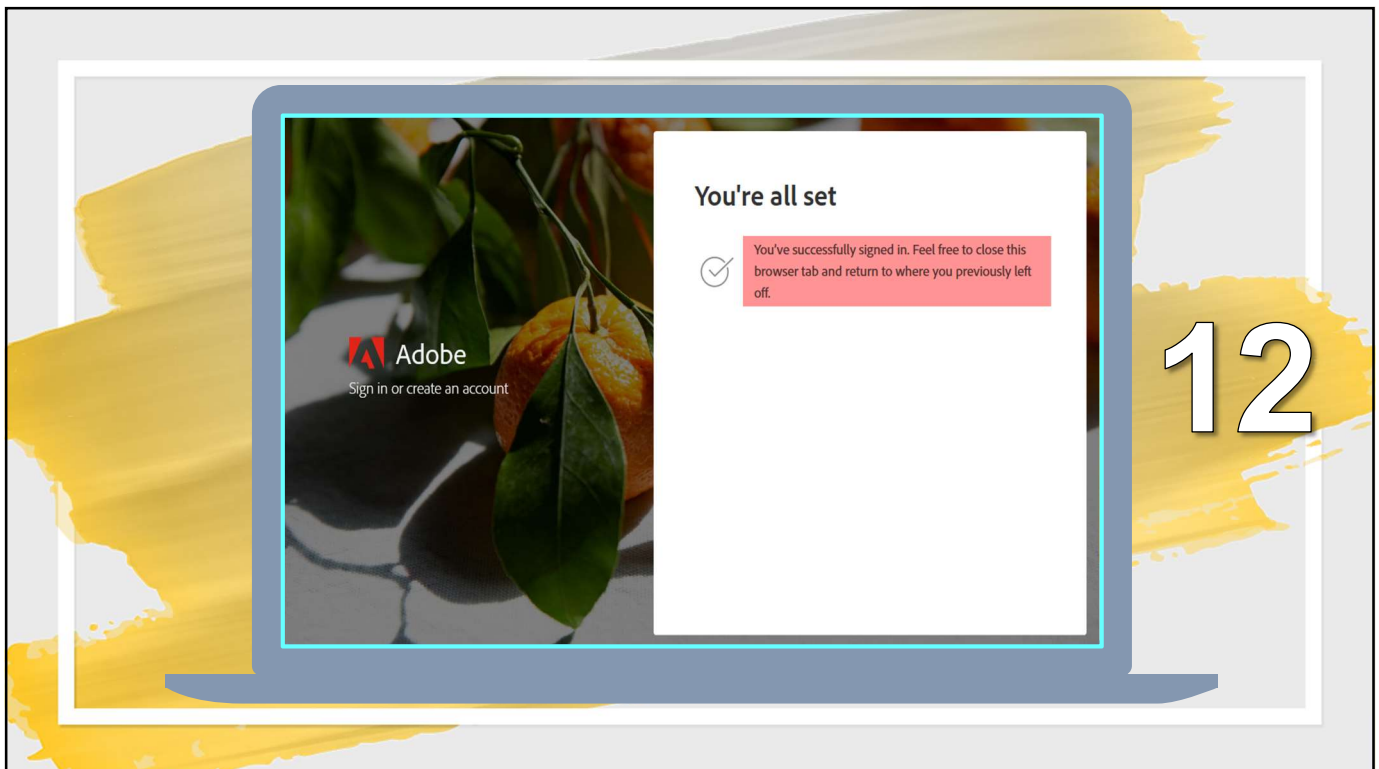 You're all set
You've successfully signed in. Feel free to close this
browser tab and return to where you previously left
off.
Adobe
Sign in or create an account
12